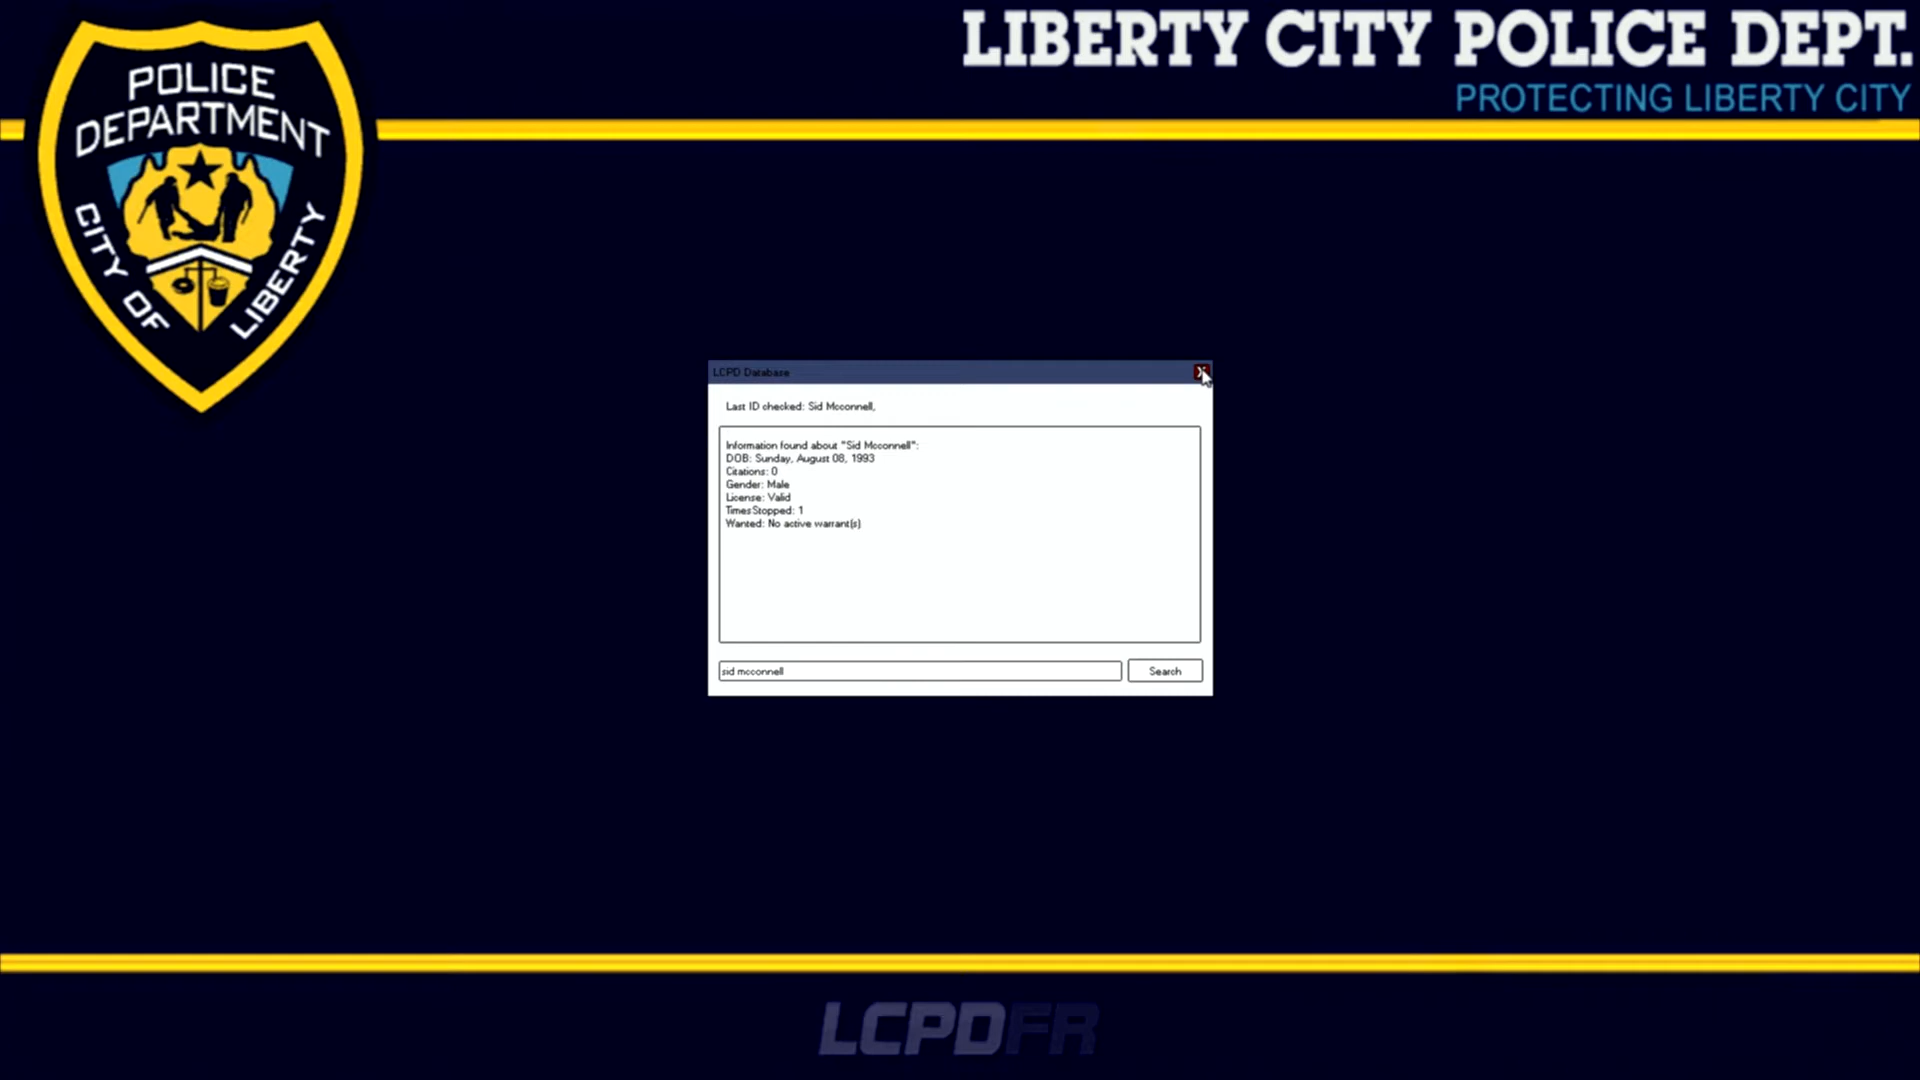 LIBERTY CITY POLICE DEPT.
PROTECTING LIBERTY CITY
POLICE
DEPARTMENT
CITY OF
LIBERTY
LCPD Database
X
Last ID checked: Sid Mcconnell,
Information found about "Sid Mcconnell":
DOB: Sunday, August 08, 1993
Citations: 0
Gender: Male
License: Valid
TimesStopped: 1
Wanted: No active warrant(s)
sid mcconnell
Search
LCPDFR